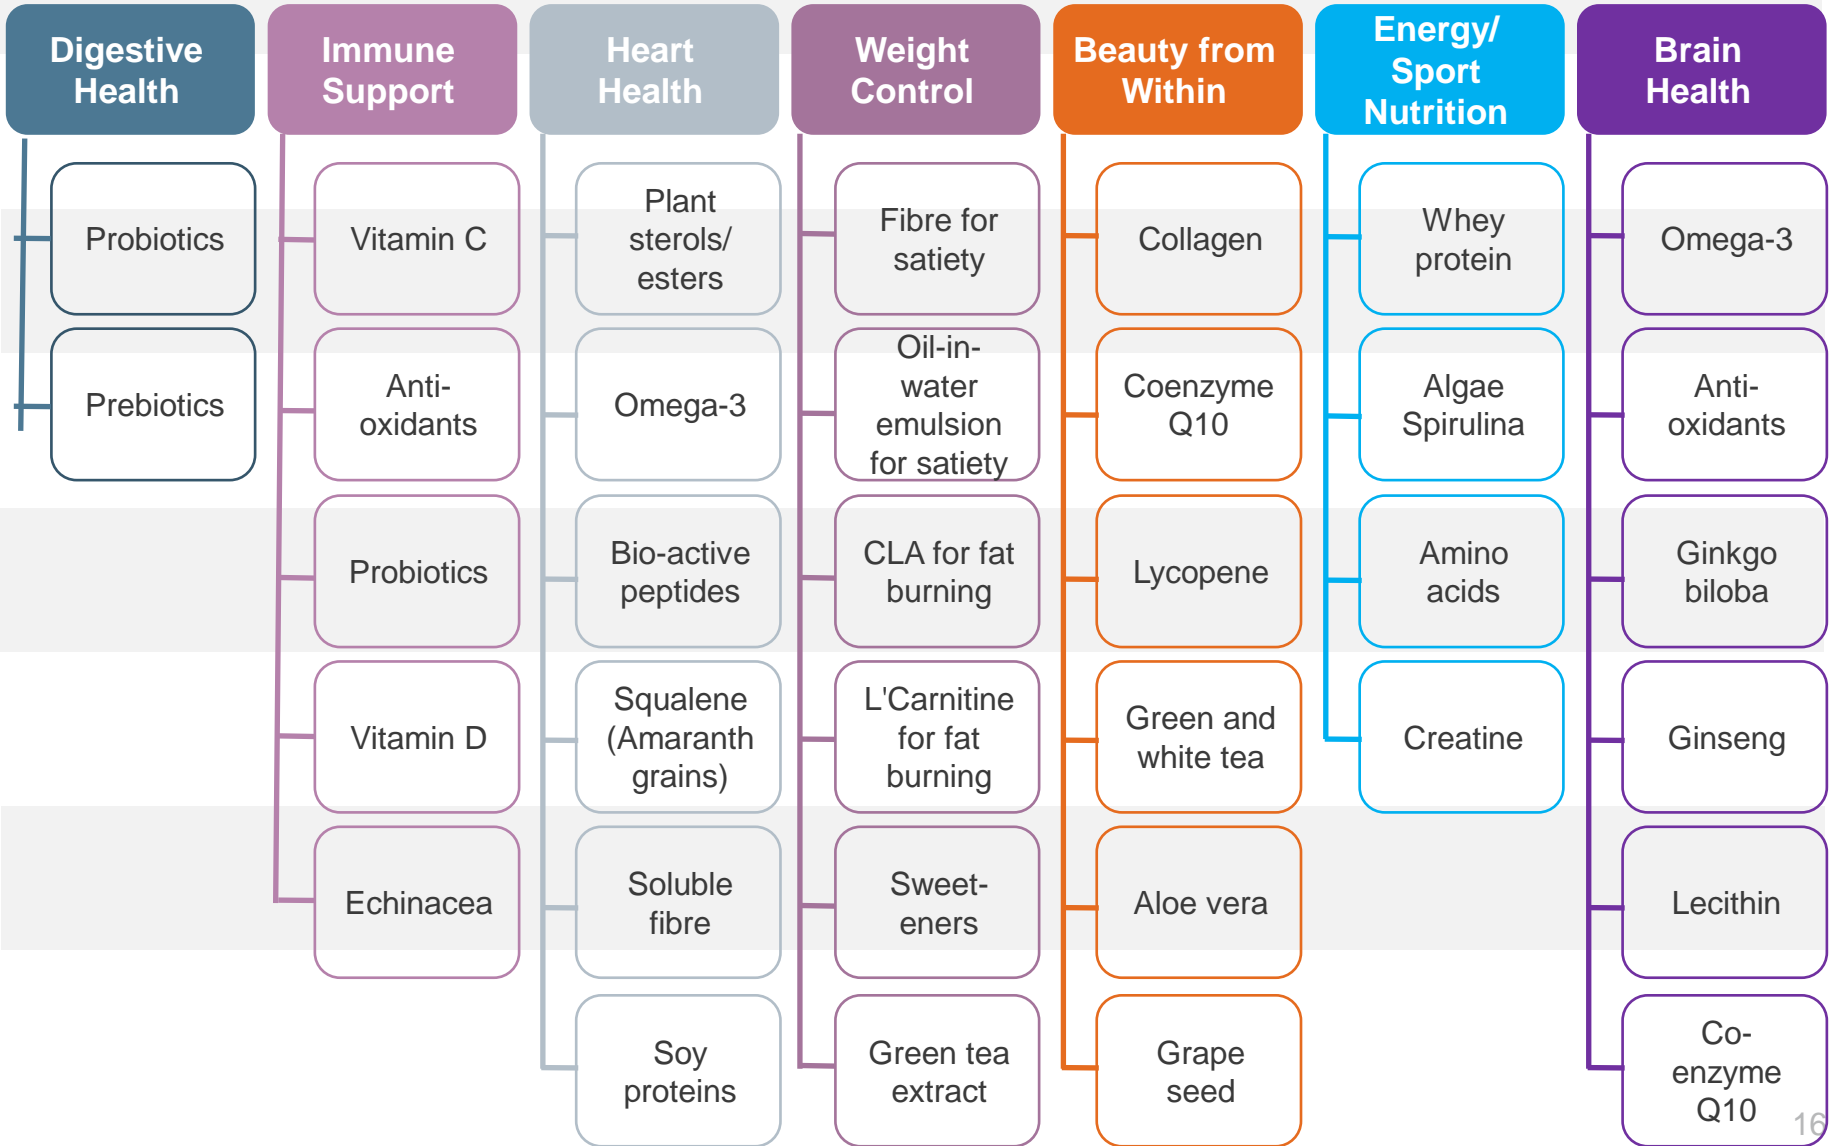 Digestive
Health
Probiotics
Prebiotics
Immune
Support
Vitamin C
Anti-
oxidants
Probiotics
Vitamin D
Echinacea
Heart
Health
Plant
sterols/
esters
Omega-3
Bio-active
peptides
Squalene
(Amaranth
grains)
Soluble
fibre
Soy
proteins
Weight
Control
Fibre for
satiety
Oil-in-
water
emulsion
for satiety
CLA for fat
burning
L'Carnitine
for fat
burning
Sweet-
eners
Green tea
extract
Beauty from
Within
Collagen
Coenzyme
Q10
Lycopene
Green and
white tea
Aloe vera
Grape
seed
Energy/
Sport
Nutrition
Whey
protein
Algae
Spirulina
Amino
acids
Creatine
Brain
Health
Omega-3
Anti-
oxidants
Ginkgo
biloba
Ginseng
Lecithin
Co-
enzyme
Q10
16